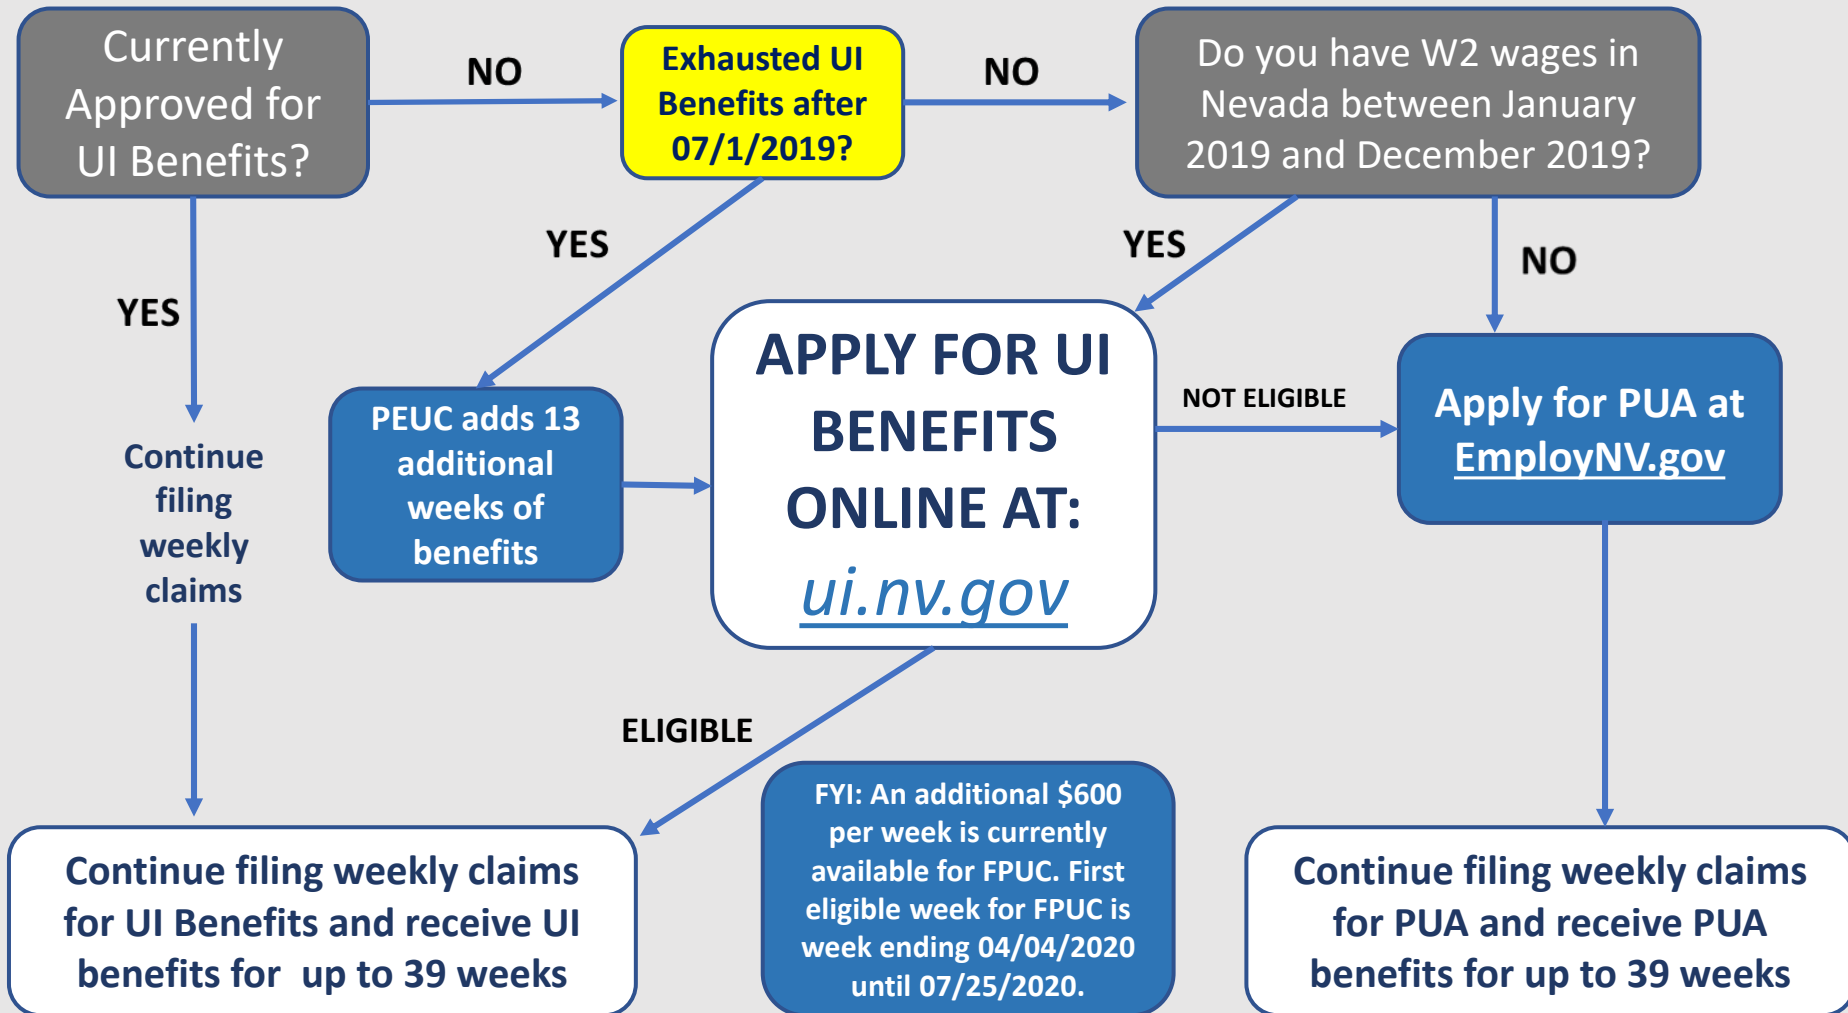 Currently
Approved for
UI Benefits?
NO
Exhausted UI
Benefits after
07/1/2019?
NO
Do you have W2 wages in
Nevada between January
2019 and December 2019?
YES
YES
YES
NO
APPLY FOR UI
BENEFITS
ONLINE AT:
ui.nv.gov
NOT ELIGIBLE
Apply for PUA at
EmployNV.gov
PEUC adds 13
additional
weeks of
benefits
Continue
filing
weekly
claims
ELIGIBLE
FYI: An additional $600
per week is currently
available for FPUC. First
eligible week for FPUC is
week ending 04/04/2020
until 07/25/2020.
Continue filing weekly claims
for UI Benefits and receive UI
benefits for up to 39 weeks
Continue filing weekly claims
for PUA and receive PUA
benefits for up to 39 weeks